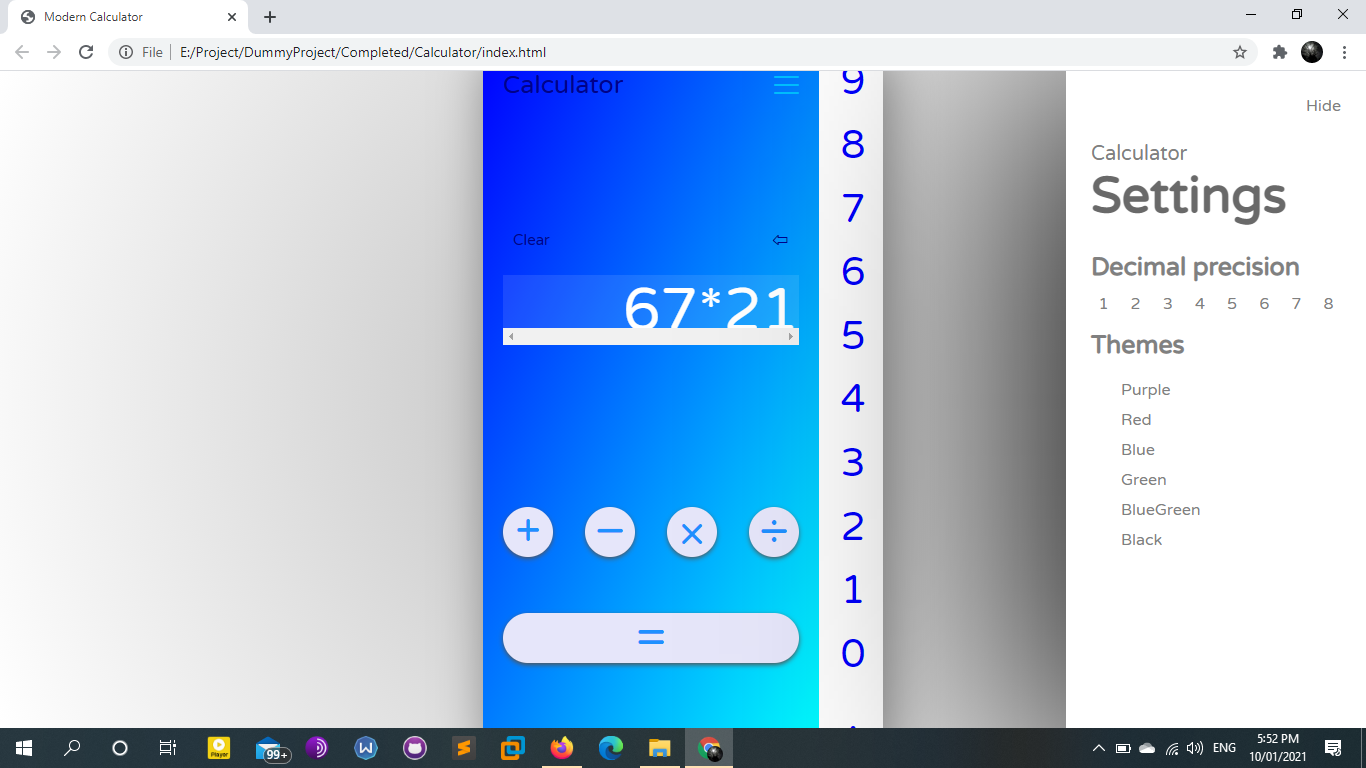 Modern Calculator
File
E:/Project/DummyProject/Completed/Calculator/index.html
Calculator
Clear
67*21
+ − × ÷
=
9
8
7
6
5
4
3
2
1
0
Hide
Calculator
Settings
Decimal precision
1 2 3 4 5 6 7 8
Themes
Purple
Red
Blue
Green
BlueGreen
Black
Player
99+
ENG
5:52 PM
10/01/2021